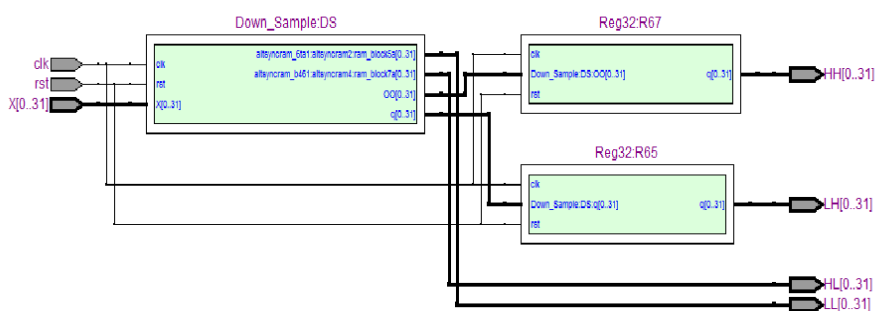 Down_Sample:DS
Reg32:R67
clk
rst
X[0..31]
clk
rst
X[0..31]
altsyncram_6ta1:altsyncram2:ram_block5a[0..31]
altsyncram_b461:altsyncram4:ram_block7a[0..31]
OO[0..31]
q[0..31]
clk
Down_Sample:DS:OO[0..31]
rst
q[0..31]
HH[0..31]
Reg32:R65
clk
Down_Sample:DS:q[0..31]
rst
q[0..31]
LH[0..31]
HL[0..31]
LL[0..31]